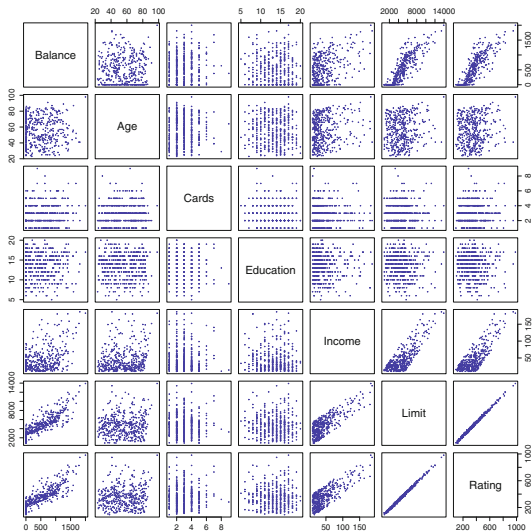 20 40 60 80 100 5 10 15 20 2000 8000 14000
Balance
0 500 1500
20 40 60 80 100
Age
Cards
2 4 6 8
5 10 15 20
Education
Income
50 100 150
2000 8000 14000
Limit
Rating
200 600 1000
0 500 1500 2 4 6 8 50 100 150 200 600 1000